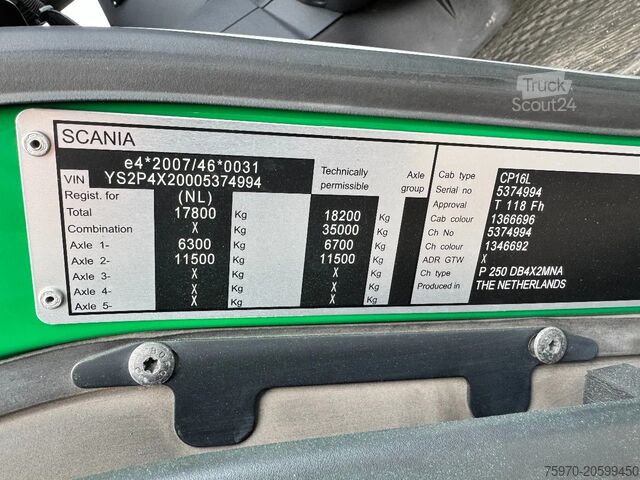 Truck
Scout24
SCANIA
e4*2007/46*0031
VIN YS2P4X20005374994
Technically permissible
Axle group
Regist. for (NL)
Total 17800 Kg 18200 Kg
Combination X Kg 35000 Kg
Axle 1- 6300 Kg 6700 Kg
Axle 2- 11500 Kg 11500 Kg
Axle 3- X Kg X Kg
Axle 4- X Kg X Kg
Axle 5- X Kg X Kg
Cab type CP16L
Serial no 5374994
Approval T 118 Fh
Cab colour 1366696
Ch No 5374994
Ch colour 1346692
ADR GTW X
Ch type P 250 DB4X2MNA
Produced in THE NETHERLANDS
75970-20599450